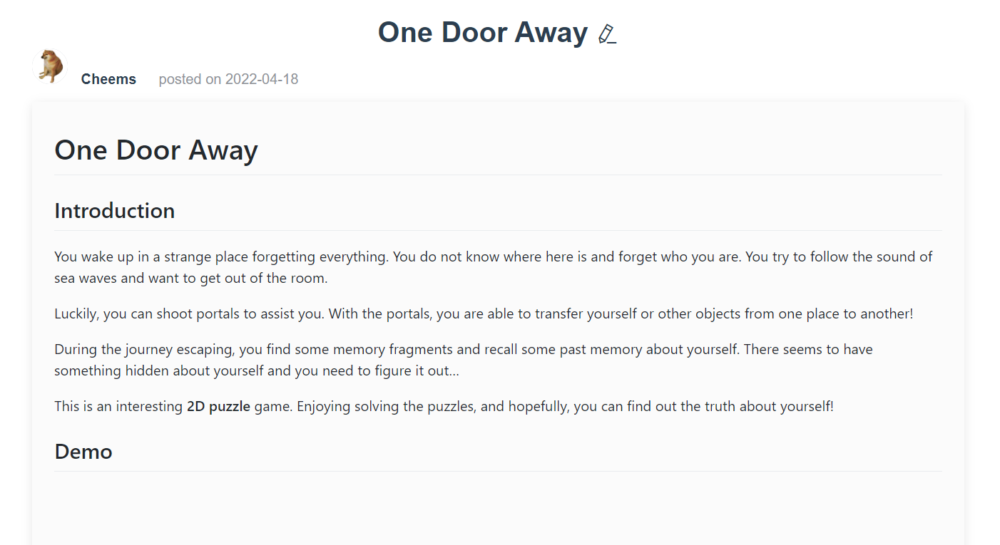 One Door Away
Cheems posted on 2022-04-18
One Door Away
Introduction
You wake up in a strange place forgetting everything. You do not know where here is and forget who you are. You try to follow the sound of
sea waves and want to get out of the room.
Luckily, you can shoot portals to assist you. With the portals, you are able to transfer yourself or other objects from one place to another!
During the journey escaping, you find some memory fragments and recall some past memory about yourself. There seems to have
something hidden about yourself and you need to figure it out...
This is an interesting 2D puzzle game. Enjoying solving the puzzles, and hopefully, you can find out the truth about yourself!
Demo